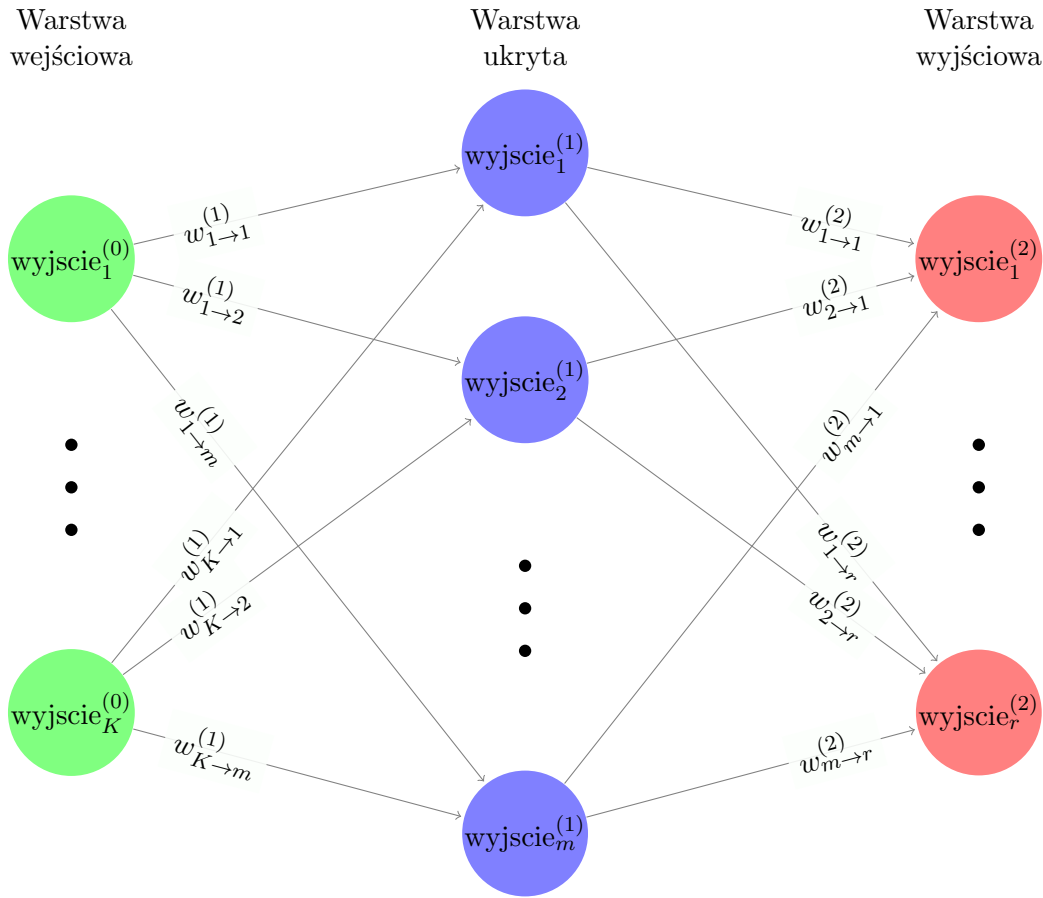 Warstwa
wejściowa
Warstwa
ukryta
Warstwa
wyjściowa
wyjscie_1^{(0)}
wyjscie_K^{(0)}
wyjscie_1^{(1)}
wyjscie_2^{(1)}
wyjscie_m^{(1)}
wyjscie_1^{(2)}
wyjscie_r^{(2)}
w_{1→1}^{(1)}
w_{1→2}^{(1)}
w_{1→m}^{(1)}
w_{K→1}^{(1)}
w_{K→2}^{(1)}
w_{K→m}^{(1)}
w_{1→1}^{(2)}
w_{2→1}^{(2)}
w_{m→1}^{(2)}
w_{1→r}^{(2)}
w_{2→r}^{(2)}
w_{m→r}^{(2)}